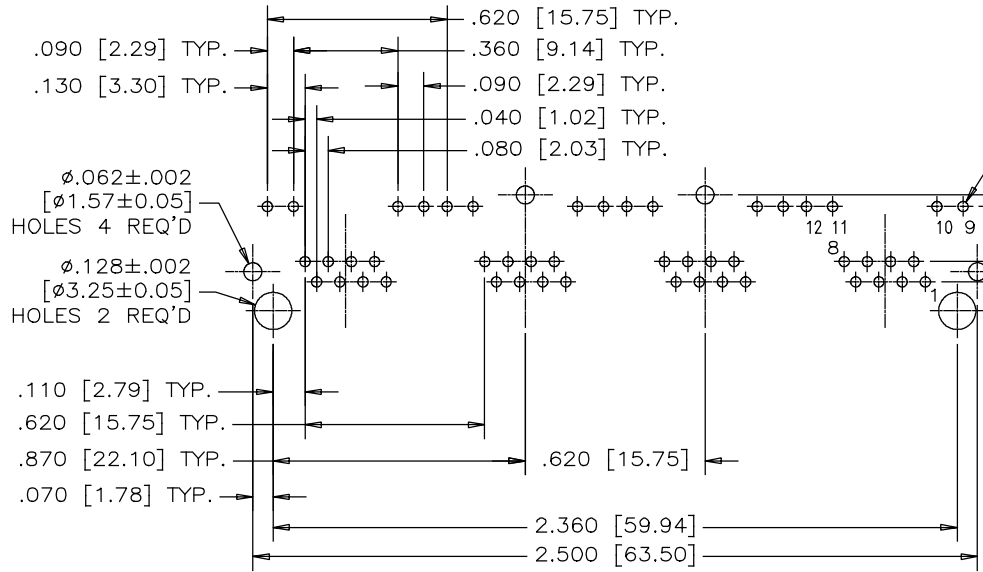 .620 [15.75] TYP.
.090 [2.29] TYP.
.360 [9.14] TYP.
.130 [3.30] TYP.
.090 [2.29] TYP.
.040 [1.02] TYP.
.080 [2.03] TYP.
ø.062±.002
[ø1.57±0.05]
HOLES 4 REQ'D
12 11
10 9
8
ø.128±.002
[ø3.25±0.05]
HOLES 2 REQ'D
1
.110 [2.79] TYP.
.620 [15.75] TYP.
.870 [22.10] TYP.
.620 [15.75]
.070 [1.78] TYP.
2.360 [59.94]
2.500 [63.50]